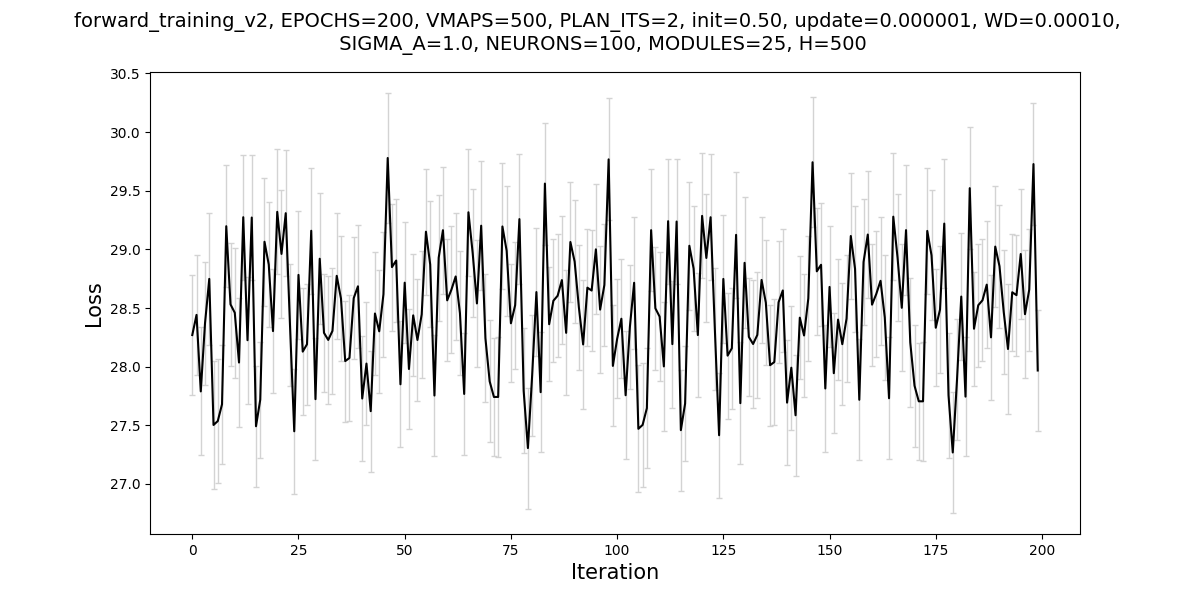 forward_training_v2, EPOCHS=200, VMAPS=500, PLAN_ITS=2, init=0.50, update=0.000001, WD=0.00010,
SIGMA_A=1.0, NEURONS=100, MODULES=25, H=500
30.5
30.0
29.5
29.0
28.5
28.0
27.5
27.0
Loss
0 25 50 75 100 125 150 175 200
Iteration